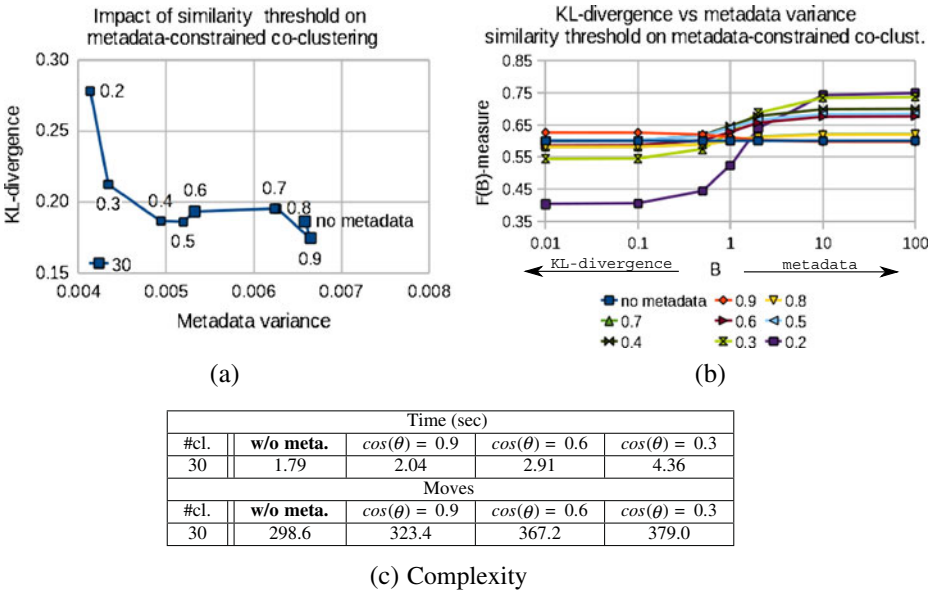 Impact of similarity threshold on
metadata-constrained co-clustering
KL-divergence
0.30
0.25
0.20
0.15
0.004 0.005 0.006 0.007 0.008
Metadata variance
0.2
0.3
0.4
0.5
0.6
0.7
0.8
no metadata
0.9
30
(a)
KL-divergence vs metadata variance
similarity threshold on metadata-constrained co-clust.
F(B)-measure
0.85
0.75
0.65
0.55
0.45
0.35
0.01 0.1 1 10 100
KL-divergence B metadata
no metadata 0.9 0.8
0.7 0.6 0.5
0.4 0.3 0.2
(b)
Time (sec)
#cl. w/o meta. cos(θ) = 0.9 cos(θ) = 0.6 cos(θ) = 0.3
30 1.79 2.04 2.91 4.36
Moves
#cl. w/o meta. cos(θ) = 0.9 cos(θ) = 0.6 cos(θ) = 0.3
30 298.6 323.4 367.2 379.0
(c) Complexity